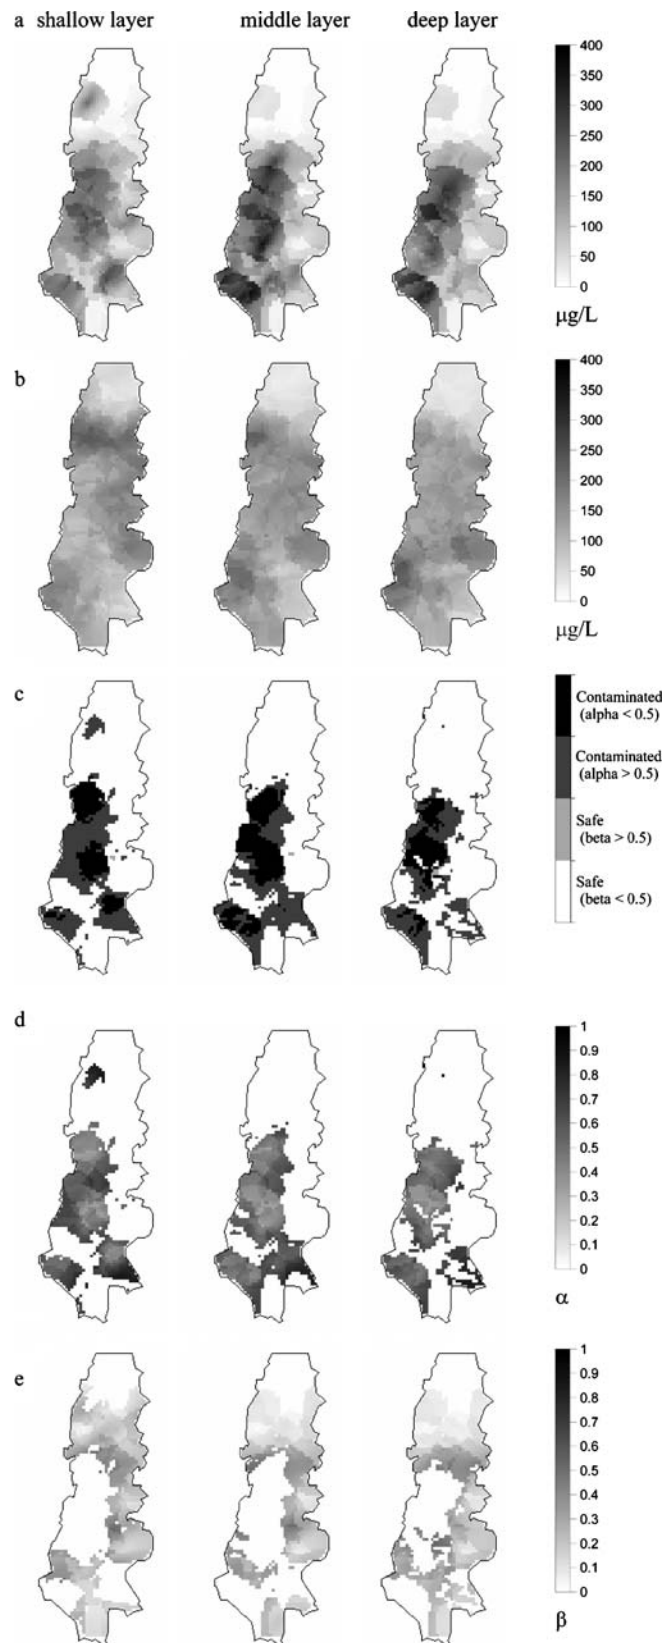 a shallow layer middle layer deep layer
400
350
300
250
200
150
100
50
0
μg/L
b
400
350
300
250
200
150
100
50
0
μg/L
c
Contaminated
(alpha < 0.5)
Contaminated
(alpha > 0.5)
Safe
(beta > 0.5)
Safe
(beta < 0.5)
d
1
0.9
0.8
0.7
0.6
0.5
0.4
0.3
0.2
0.1
0
α
e
1
0.9
0.8
0.7
0.6
0.5
0.4
0.3
0.2
0.1
0
β